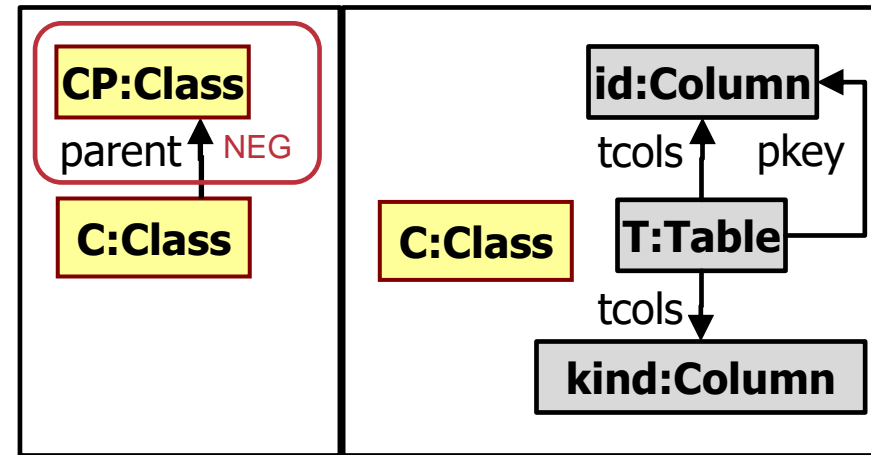 CP:Class
parent NEG
C:Class
id:Column
tcols pkey
C:Class T:Table
tcols
kind:Column